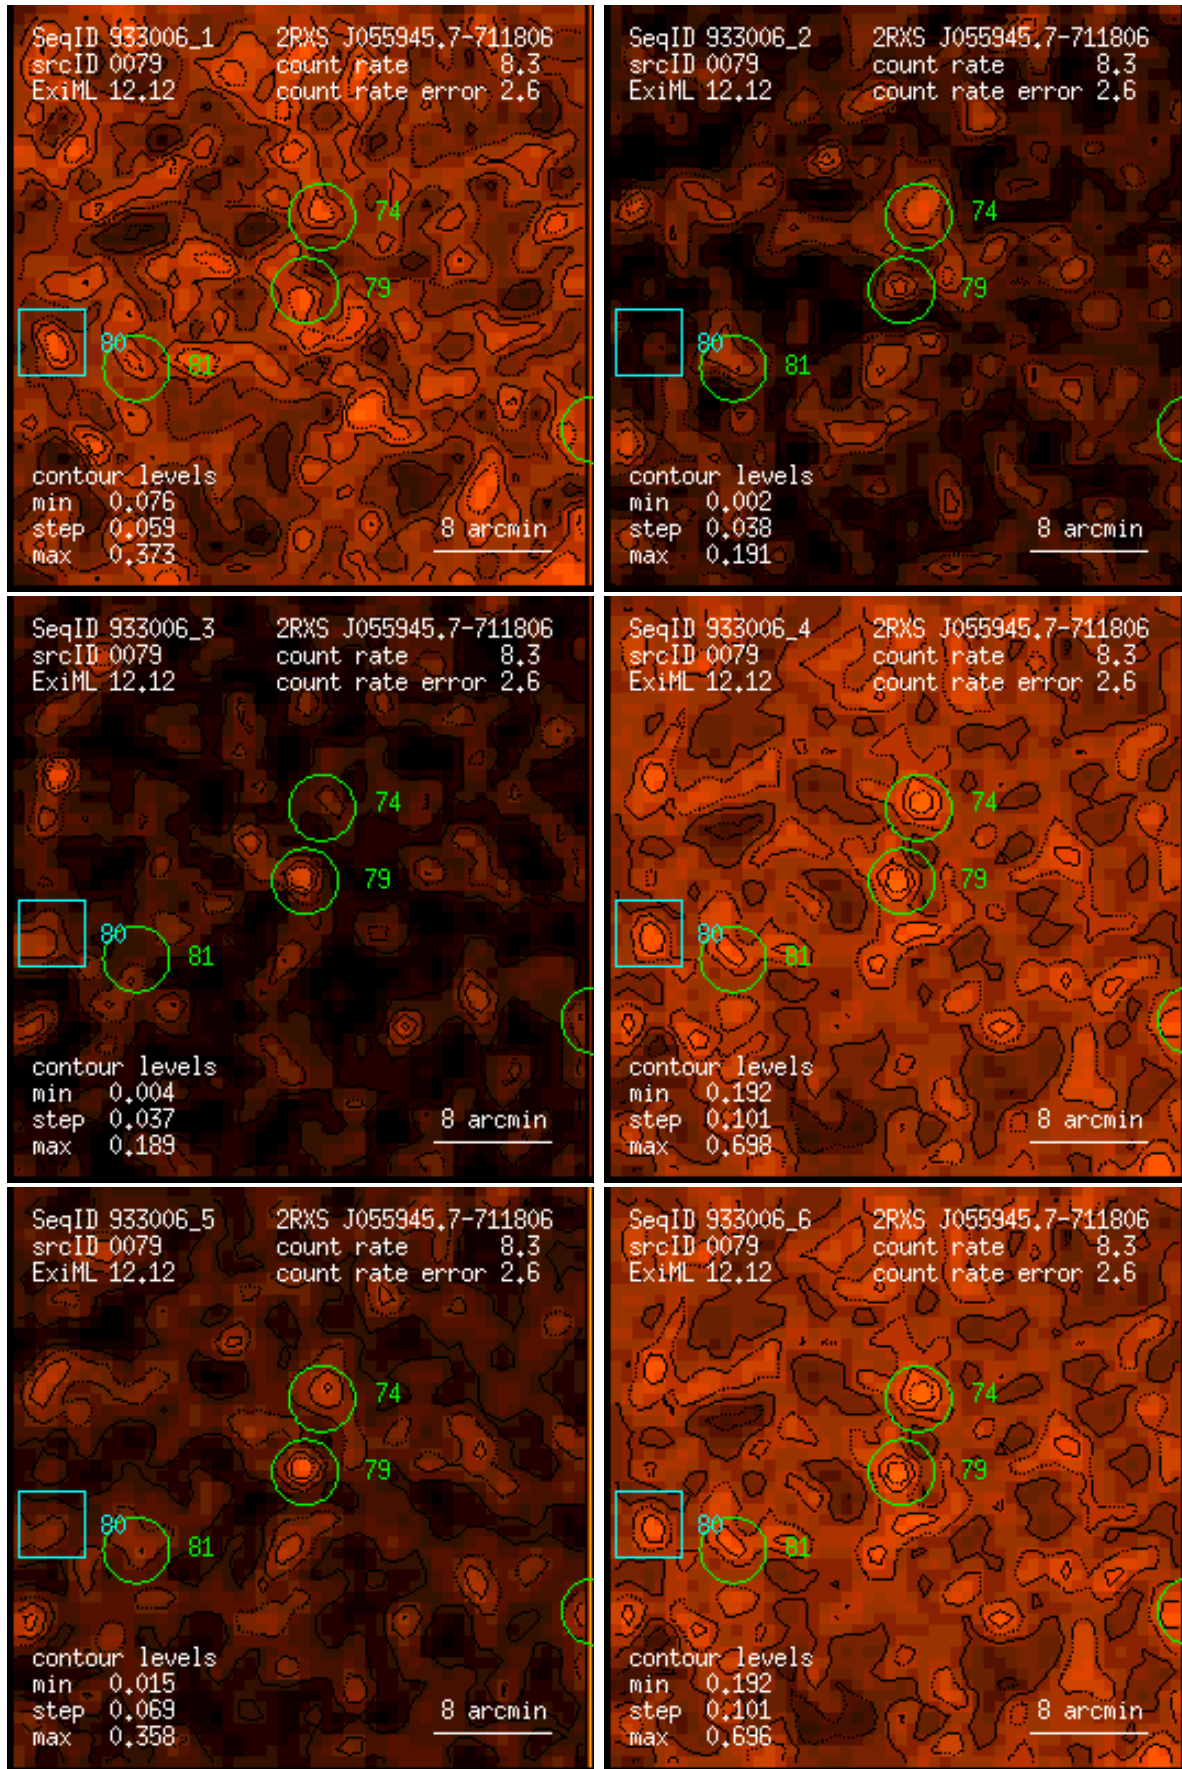 SeqID 933006_1 2RXS J055945.7-711806
srcID 0079 count rate 8.3
ExiML 12.12 count rate error 2.6
74
79
80
81
contour levels
min 0.076
step 0.059 8 arcmin
max 0.373
SeqID 933006_2 2RXS J055945.7-711806
srcID 0079 count rate 8.3
ExiML 12.12 count rate error 2.6
74
79
80
81
contour levels
min 0.002
step 0.038 8 arcmin
max 0.191
SeqID 933006_3 2RXS J055945.7-711806
srcID 0079 count rate 8.3
ExiML 12.12 count rate error 2.6
74
79
80
81
contour levels
min 0.004
step 0.037 8 arcmin
max 0.189
SeqID 933006_4 2RXS J055945.7-711806
srcID 0079 count rate 8.3
ExiML 12.12 count rate error 2.6
74
79
80
81
contour levels
min 0.192
step 0.101 8 arcmin
max 0.698
SeqID 933006_5 2RXS J055945.7-711806
srcID 0079 count rate 8.3
ExiML 12.12 count rate error 2.6
74
79
80
81
contour levels
min 0.015
step 0.069 8 arcmin
max 0.358
SeqID 933006_6 2RXS J055945.7-711806
srcID 0079 count rate 8.3
ExiML 12.12 count rate error 2.6
74
79
80
81
contour levels
min 0.192
step 0.101 8 arcmin
max 0.696